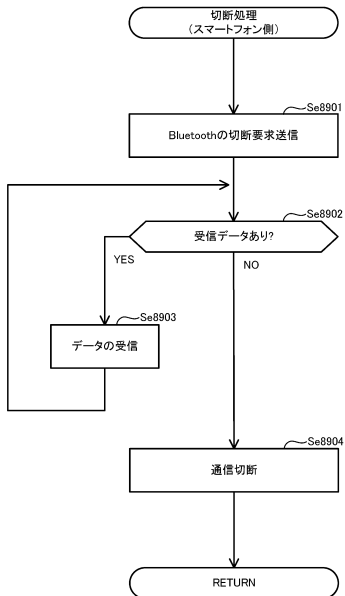 切断処理
（スマートフォン側）
Se8901
Bluetoothの切断要求送信
Se8902
受信データあり?
YES
NO
Se8903
データの受信
Se8904
通信切断
RETURN